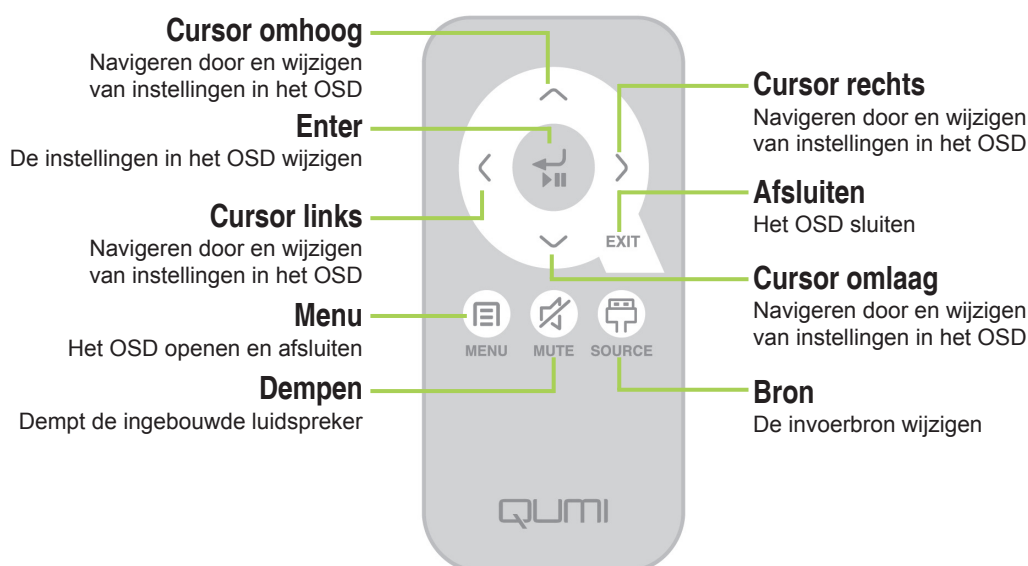 Cursor omhoog
Navigeren door en wijzigen
van instellingen in het OSD
Enter
De instellingen in het OSD wijzigen
Cursor links
Navigeren door en wijzigen
van instellingen in het OSD
Menu
Het OSD openen en afsluiten
Dempen
Dempt de ingebouwde luidspreker
EXIT
MENU MUTE SOURCE
QUMI
Cursor rechts
Navigeren door en wijzigen
van instellingen in het OSD
Afsluiten
Het OSD sluiten
Cursor omlaag
Navigeren door en wijzigen
van instellingen in het OSD
Bron
De invoerbron wijzigen